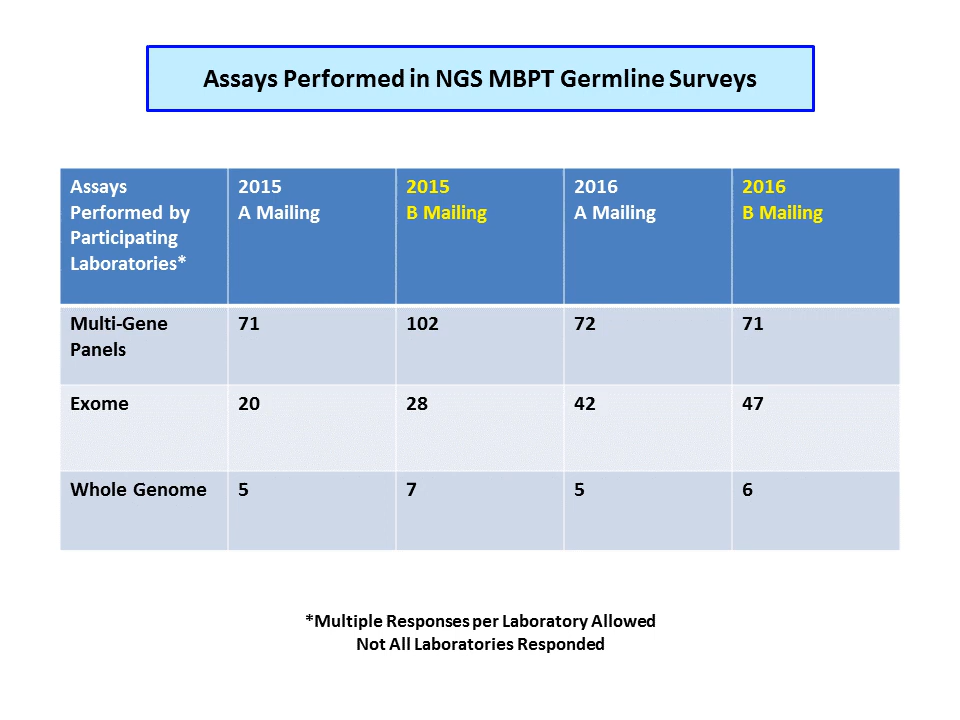 Assays Performed in NGS MBPT Germline Surveys
Assays
Performed by
Participating
Laboratories*
2015
A Mailing
2015
B Mailing
2016
A Mailing
2016
B Mailing
Multi-Gene
Panels
71
102
72
71
Exome
20
28
42
47
Whole Genome
5
7
5
6
*Multiple Responses per Laboratory Allowed
Not All Laboratories Responded